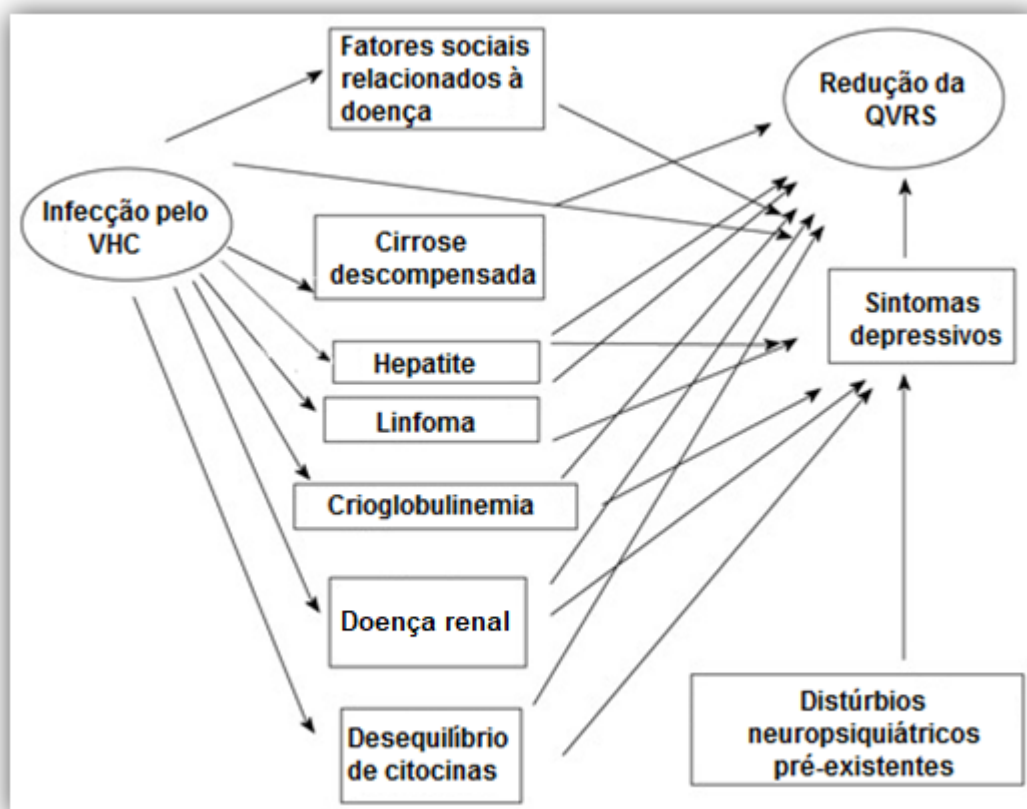 Fatores sociais
relacionados à
doença
Redução da
QVRS
Infecção pelo
VHC
Cirrose
descompensada
Sintomas
depressivos
Hepatite
Linfoma
Crioglobulinemia
Doença renal
Desequilíbrio
de citocinas
Distúrbios
neuropsiquiátricos
pré-existentes